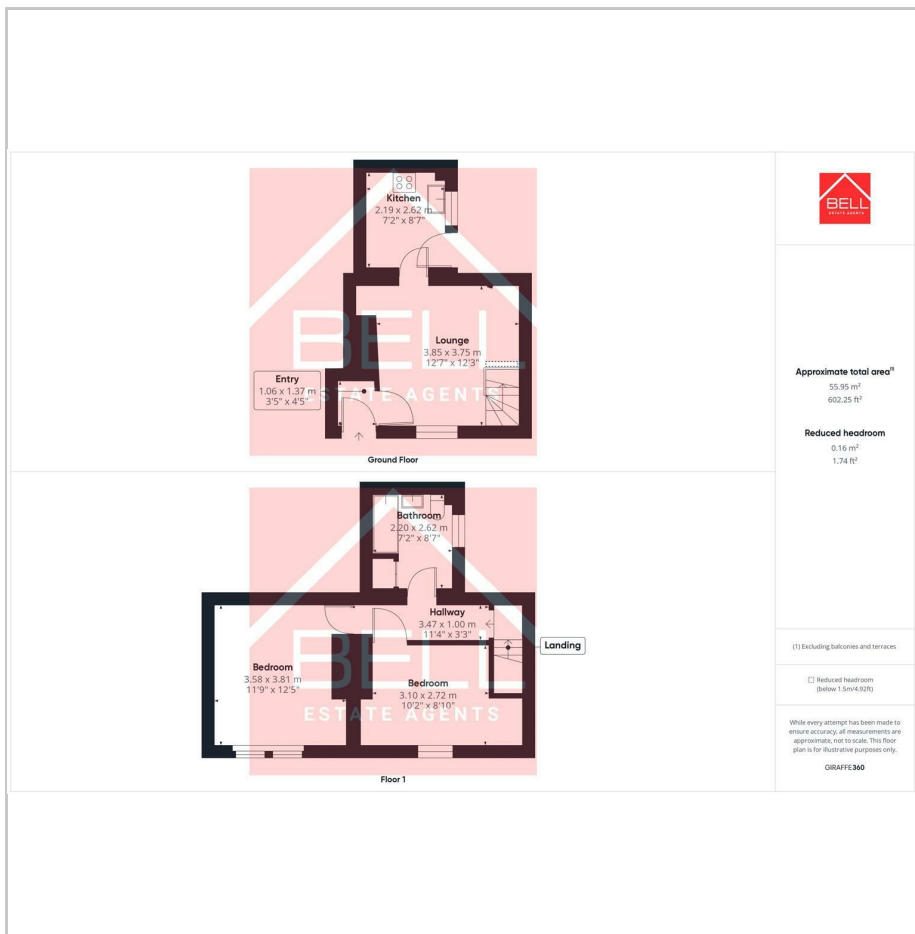 Kitchen
2.19 x 2.62 m
7'2" x 8'7"
Lounge
3.85 x 3.75 m
12'7" x 12'3"
Entry
1.06 x 1.37 m
3'5" x 4'5"
BELL
ESTATE AGENTS
Ground Floor
Bathroom
2.20 x 2.62 m
7'2" x 8'7"
Hallway
3.47 x 1.00 m
11'4" x 3'3"
Landing
Bedroom
3.58 x 3.81 m
11'9" x 12'5"
Bedroom
3.10 x 2.72 m
10'2" x 8'10"
BELL
ESTATE AGENTS
Floor 1
BELL
ESTATE AGENTS
Approximate total area(1)
55.95 m²
602.25 ft²
Reduced headroom
0.16 m²
1.74 ft²
(1) Excluding balconies and terraces
Reduced headroom
(below 1.5m/4.92ft)
While every attempt has been made to
ensure accuracy, all measurements are
approximate, not to scale. This floor
plan is for illustrative purposes only.
GIRAFFE360